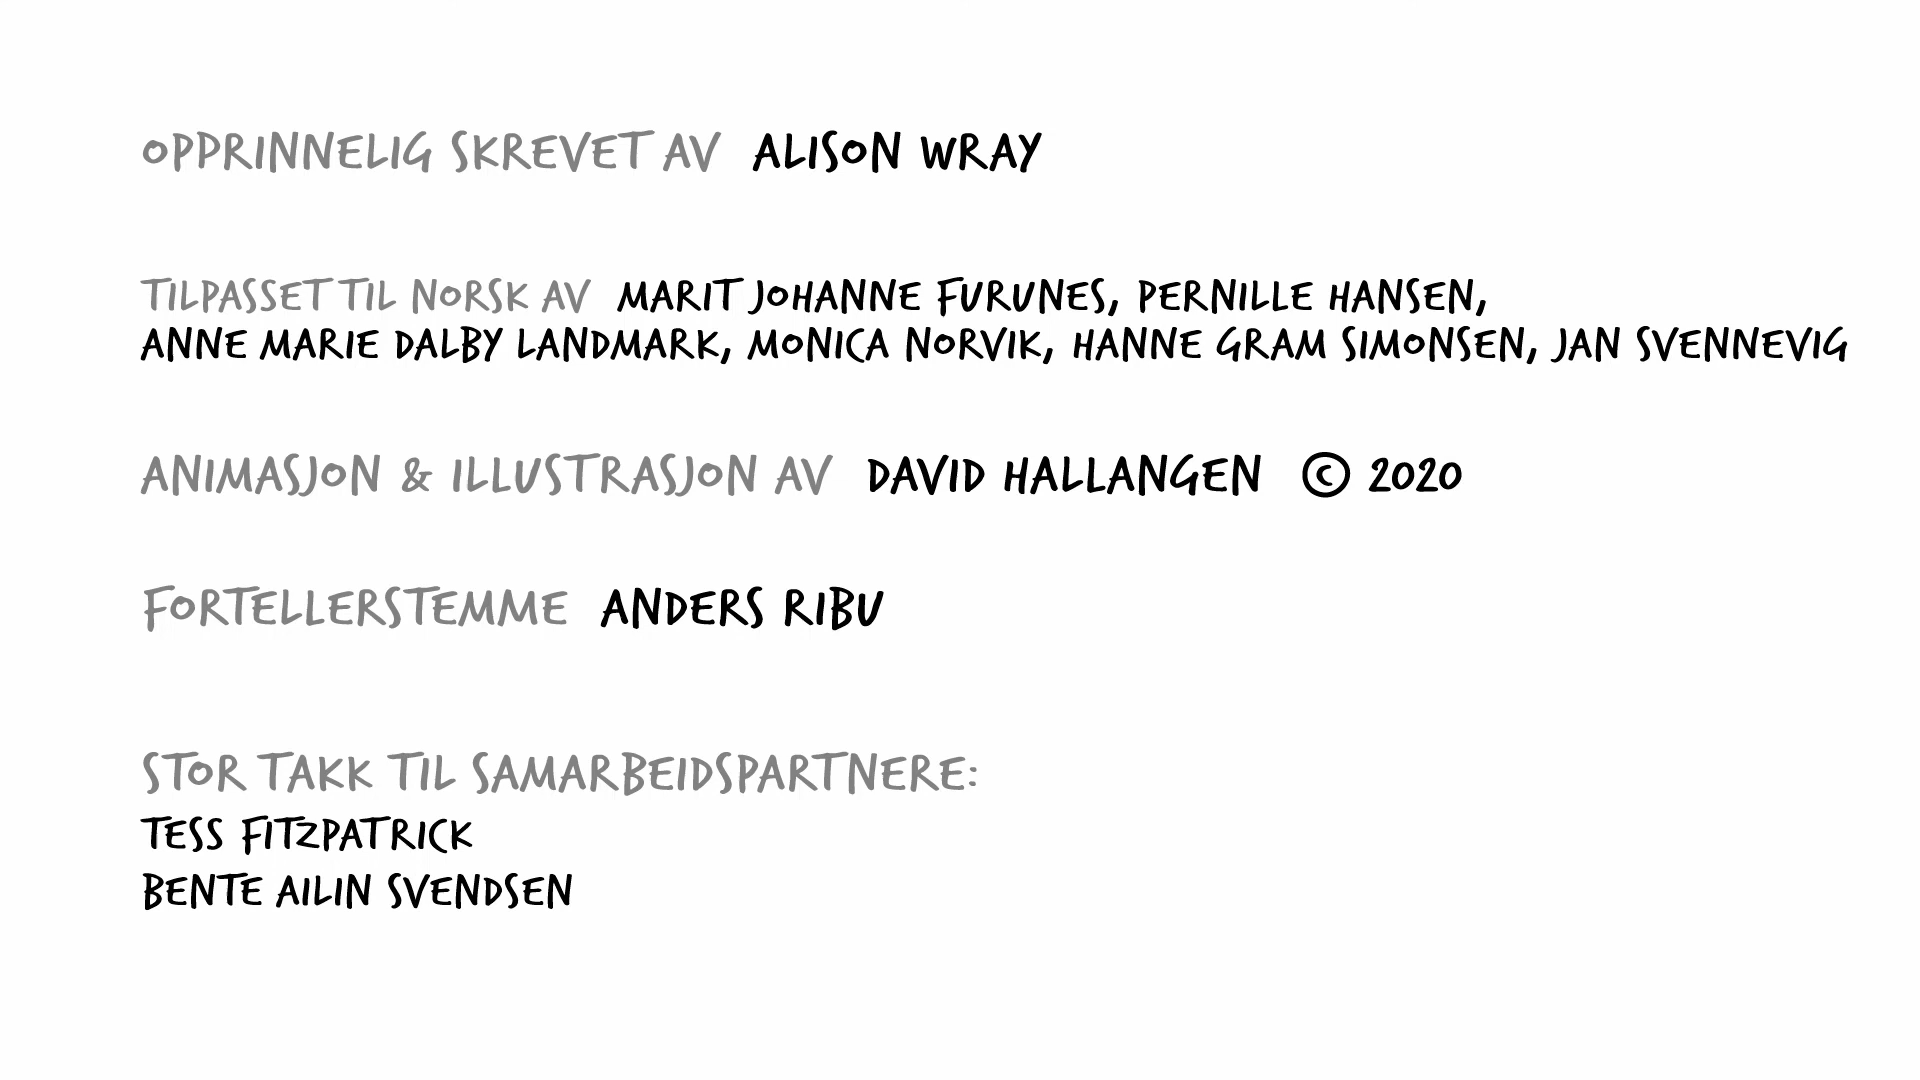 OPPRINNELIG SKREVET AV ALISON WRAY
TILPASSET TIL NORSK AV MARIT JOHANNE FURUNES, PERNILLE HANSEN,
ANNE MARIE DALBY LANDMARK, MONICA NORVIK, HANNE GRAM SIMONSEN, JAN SVENNEVIG
ANIMASJON & ILLUSTRASJON AV DAVID HALLANGEN © 2020
FORTELLERSTEMME ANDERS RIBU
STOR TAKK TIL SAMARBEIDSPARTNERE:
TESS FITZPATRICK
BENTE AILIN SVENDSEN